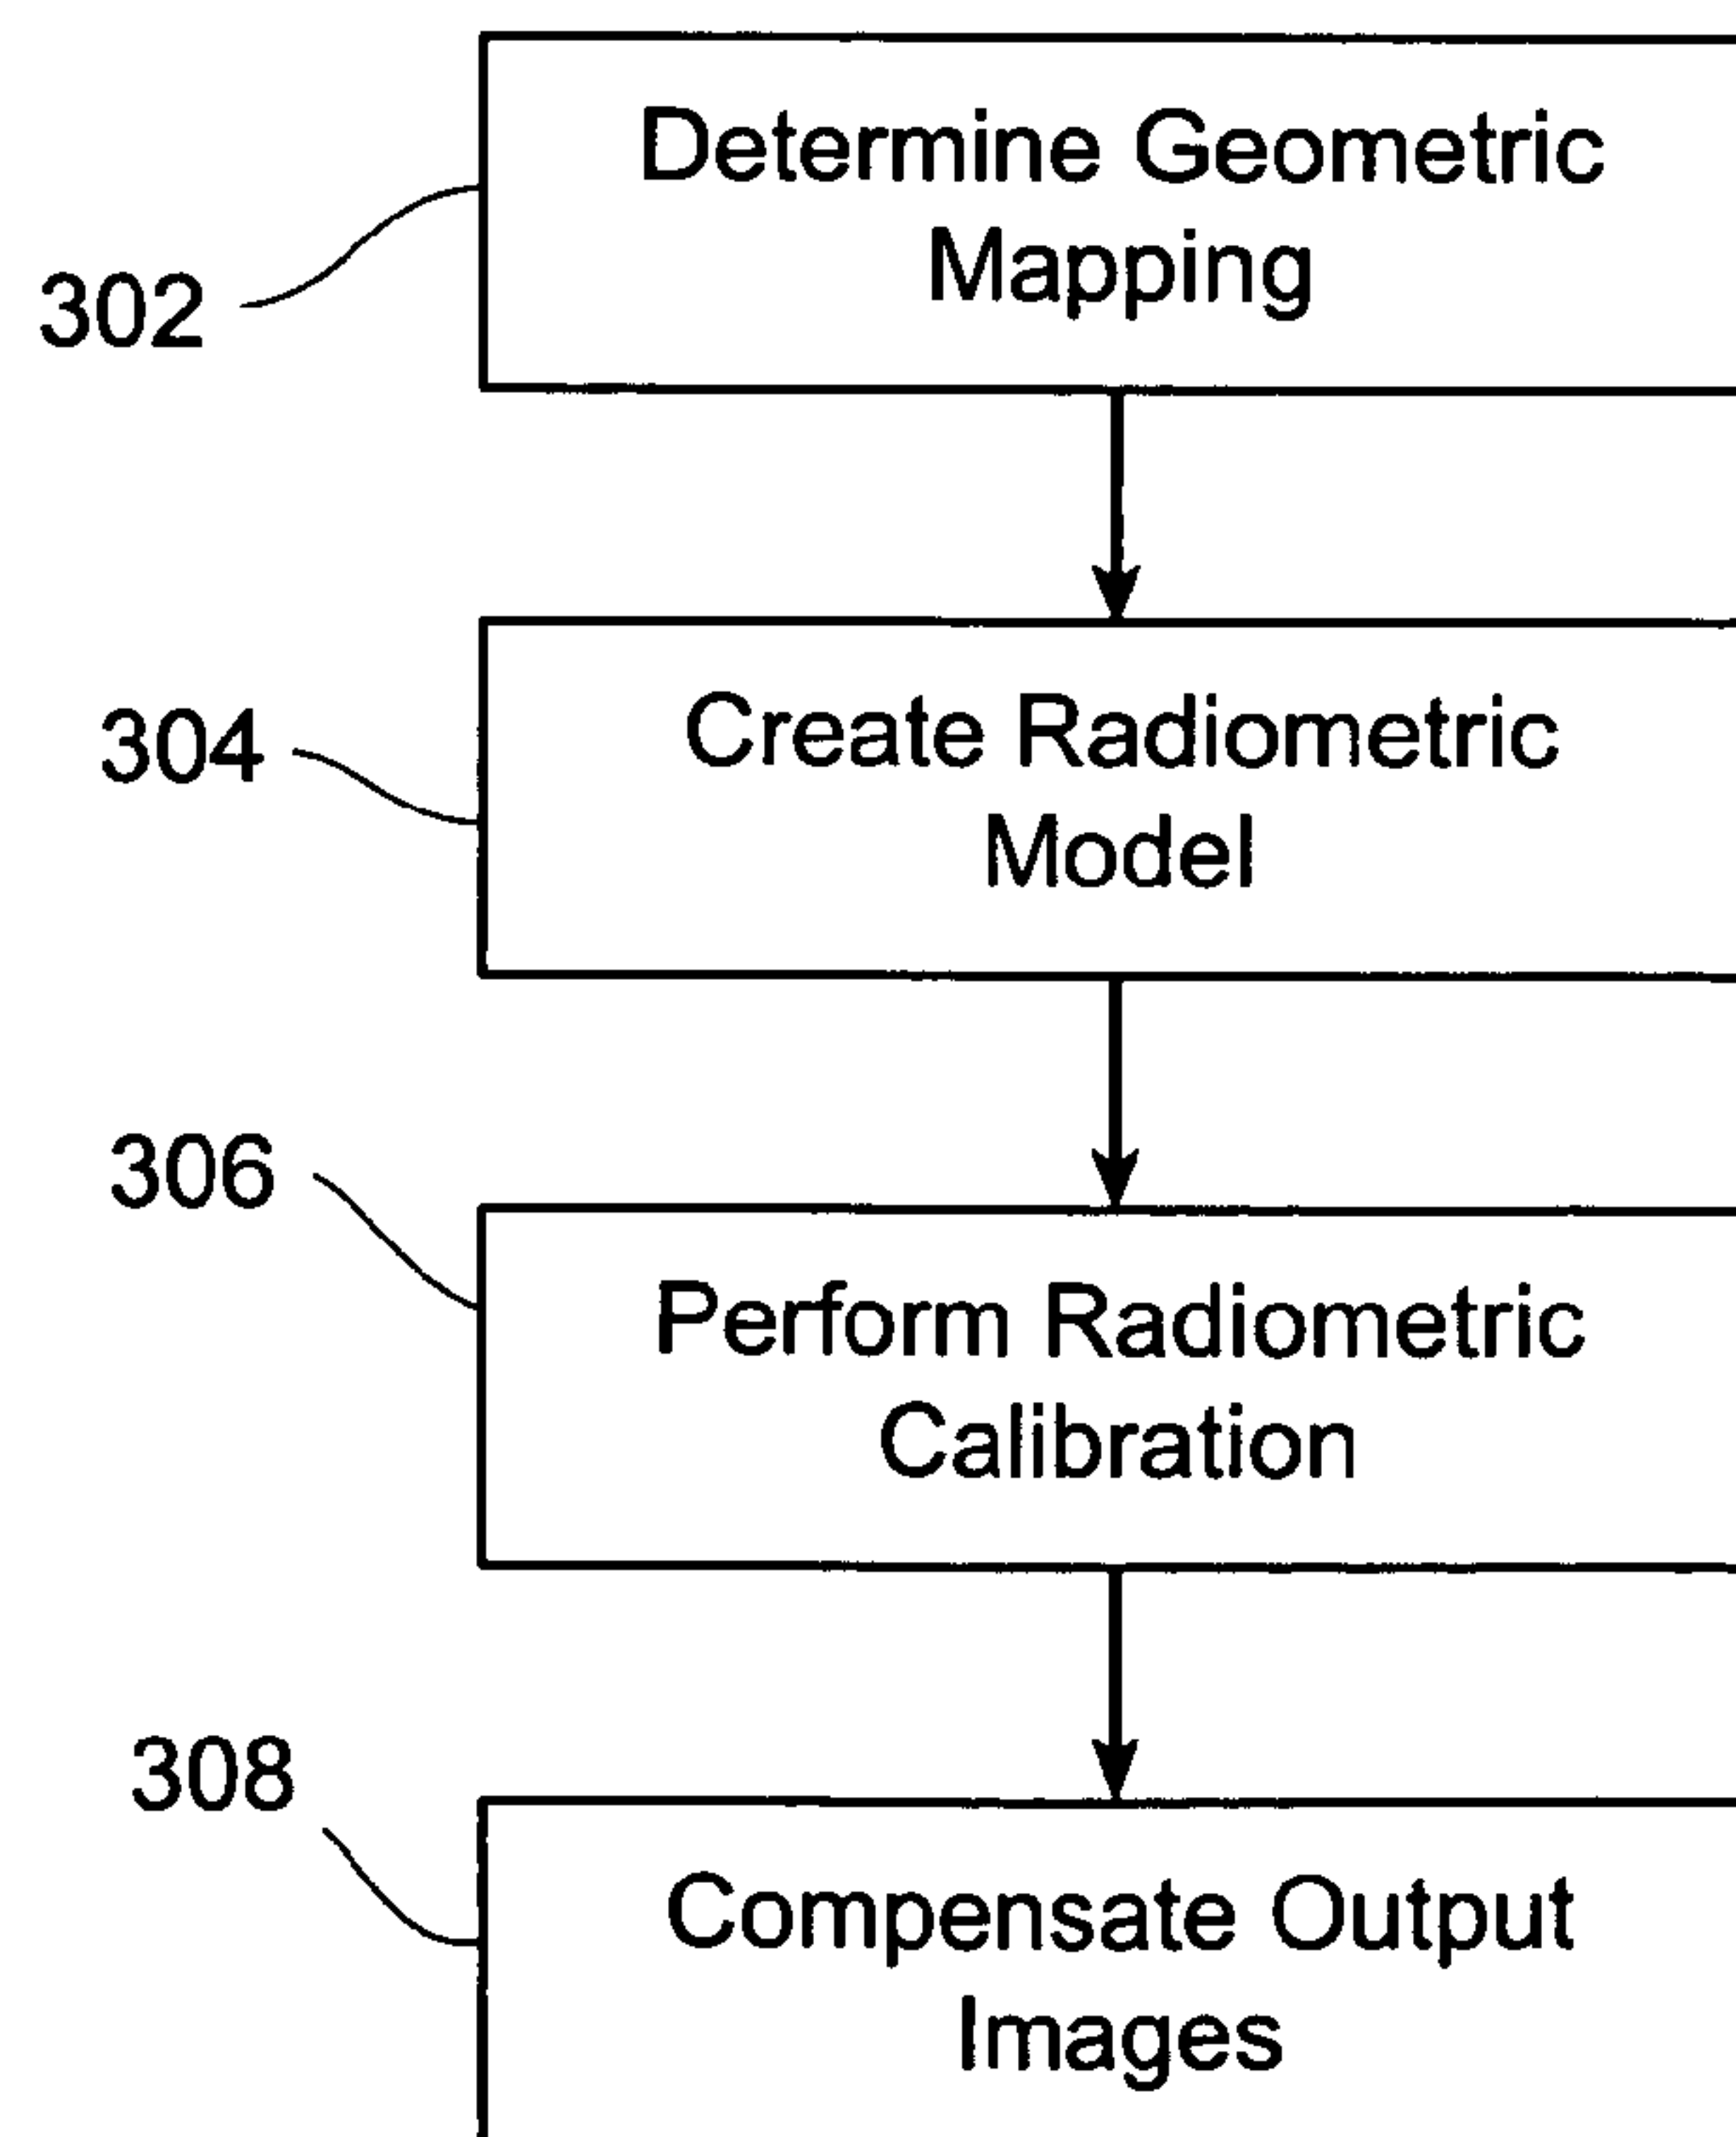 Determine Geometric
Mapping
302
Create Radiometric
Model
304
Perform Radiometric
Calibration
306
Compensate Output
Images
308